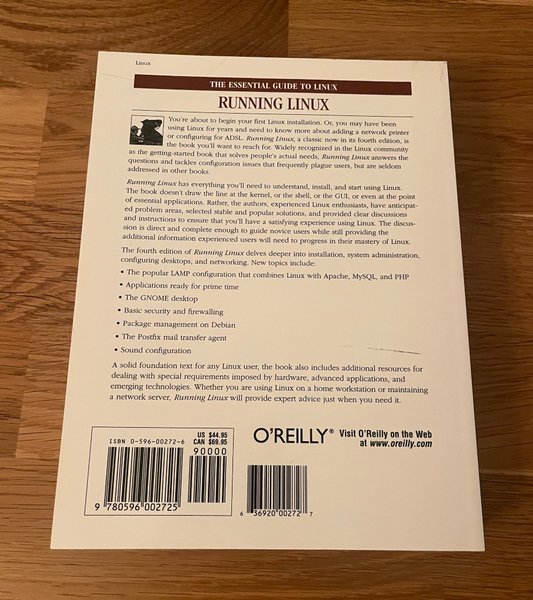 Linux
THE ESSENTIAL GUIDE TO LINUX
RUNNING LINUX
You're about to begin your first Linux installation. Or, you may have been
using Linux for years and need to know more about adding a network printer
or configuring for ADSL. Running Linux, a classic now in its fourth edition, is
the book you'll want to reach for. Widely recognized in the Linux community
as the getting-started book that solves people's actual needs, Running Linux answers the
questions and tackles configuration issues that frequently plague users, but are seldom
addressed in other books.
Running Linux has everything you'll need to understand, install, and start using Linux.
The book doesn't draw the line at the kernel, or the shell, or the GUI, or even at the point
of essential applications. Rather, the authors, experienced Linux enthusiasts, have anticipat-
ed problem areas, selected stable and popular solutions, and provided clear discussions
and instructions to ensure that you'll have a satisfying experience using Linux. The discus-
sion is direct and complete enough to guide novice users while still providing the
additional information experienced users will need to progress in their mastery of Linux.
The fourth edition of Running Linux delves deeper into installation, system administration,
configuring desktops, and networking. New topics include:
• The popular LAMP configuration that combines Linux with Apache, MySQL, and PHP
• Applications ready for prime time
• The GNOME desktop
• Basic security and firewalling
• Package management on Debian
• The Postfix mail transfer agent
• Sound configuration
A solid foundation text for any Linux user, the book also includes additional resources for
dealing with special requirements imposed by hardware, advanced applications, and
emerging technologies. Whether you are using Linux on a home workstation or maintaining
a network server, Running Linux will provide expert advice just when you need it.
ISBN 0-596-00272-6
US $44.95
CAN $69.95
90000
9 780596 002725
O'REILLY®
Visit O'Reilly on the Web
at www.oreilly.com
6 36920 00272 7